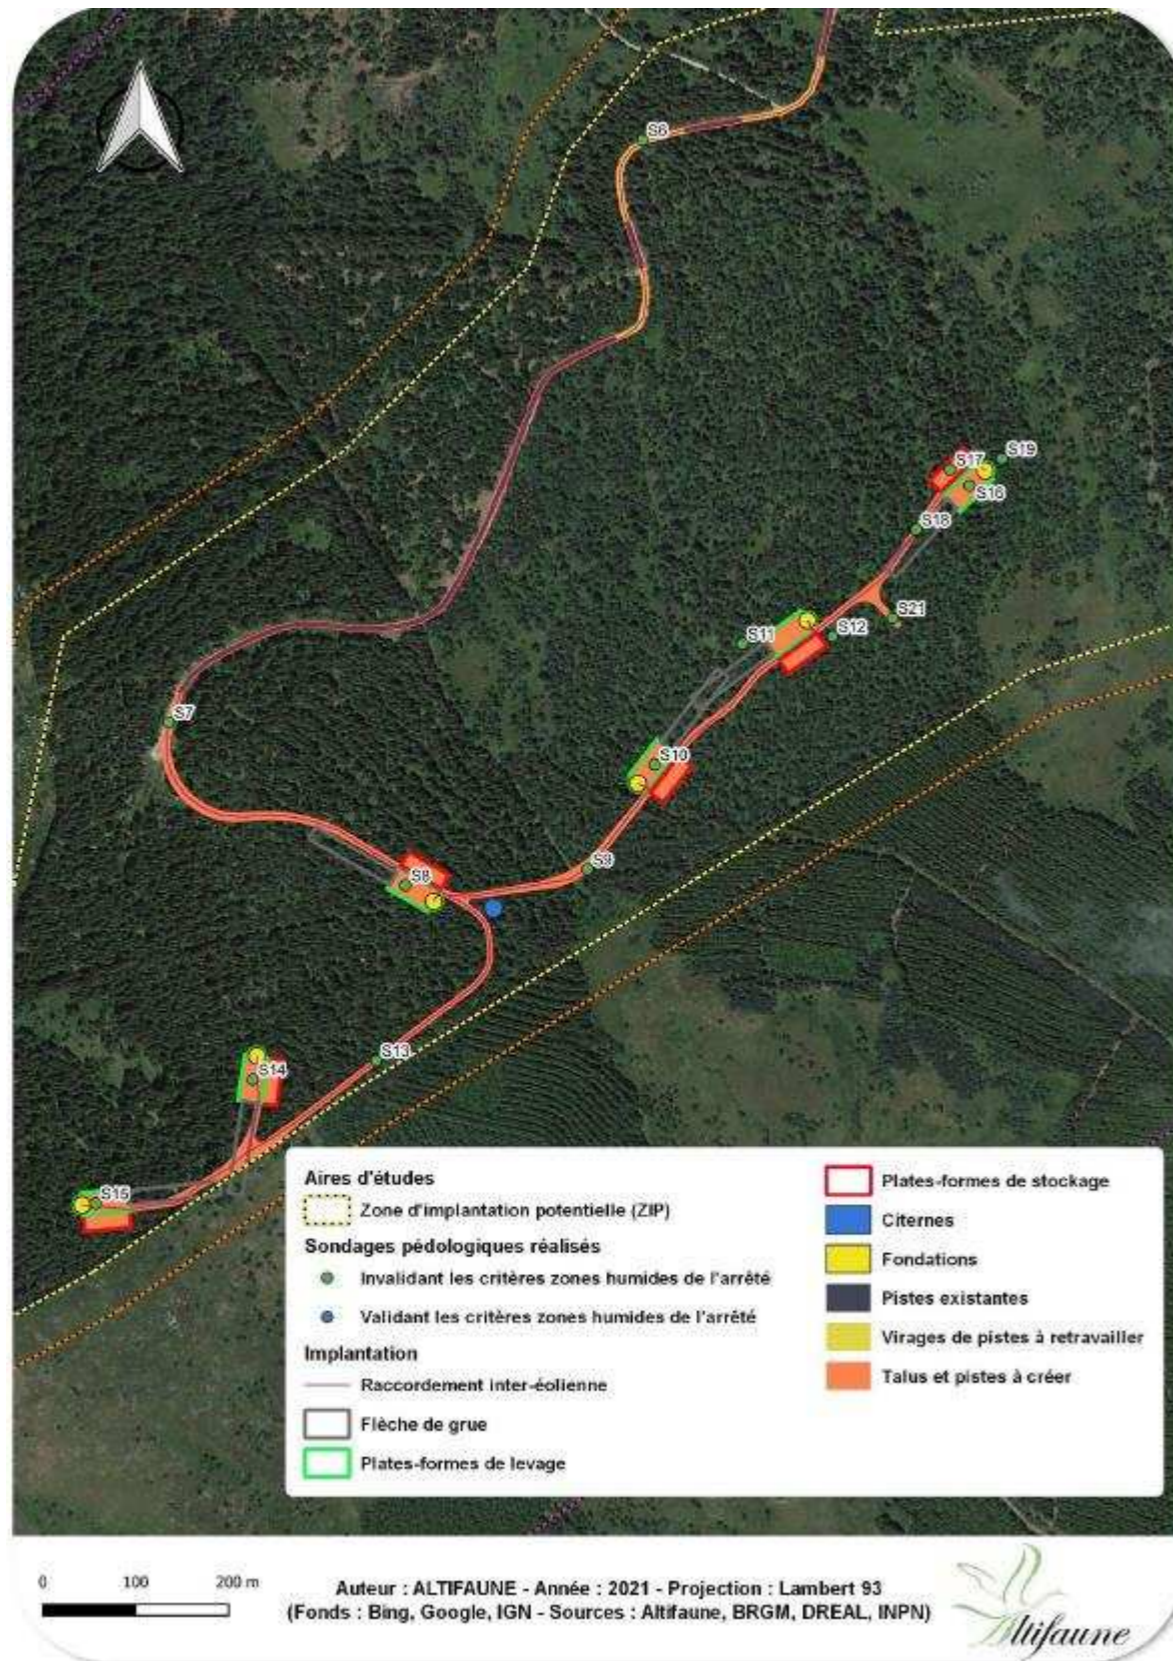 S6
S19
S17
S16
S18
S21
S12
S11
S7
S10
S9
S8
S13
S14
S15
Aires d'études
Zone d'implantation potentielle (ZIP)
Sondages pédologiques réalisés
Invalidant les critères zones humides de l'arrêté
Validant les critères zones humides de l'arrêté
Implantation
Raccordement inter-éolienne
Flèche de grue
Plates-formes de levage
Plates-formes de stockage
Citernes
Fondations
Pistes existantes
Virages de pistes à retravailler
Talus et pistes à créer
0 100 200 m
Auteur : ALTIFAUNE - Année : 2021 - Projection : Lambert 93
(Fonds : Bing, Google, IGN - Sources : Altifaune, BRGM, DREAL, INPN)
Altifaune